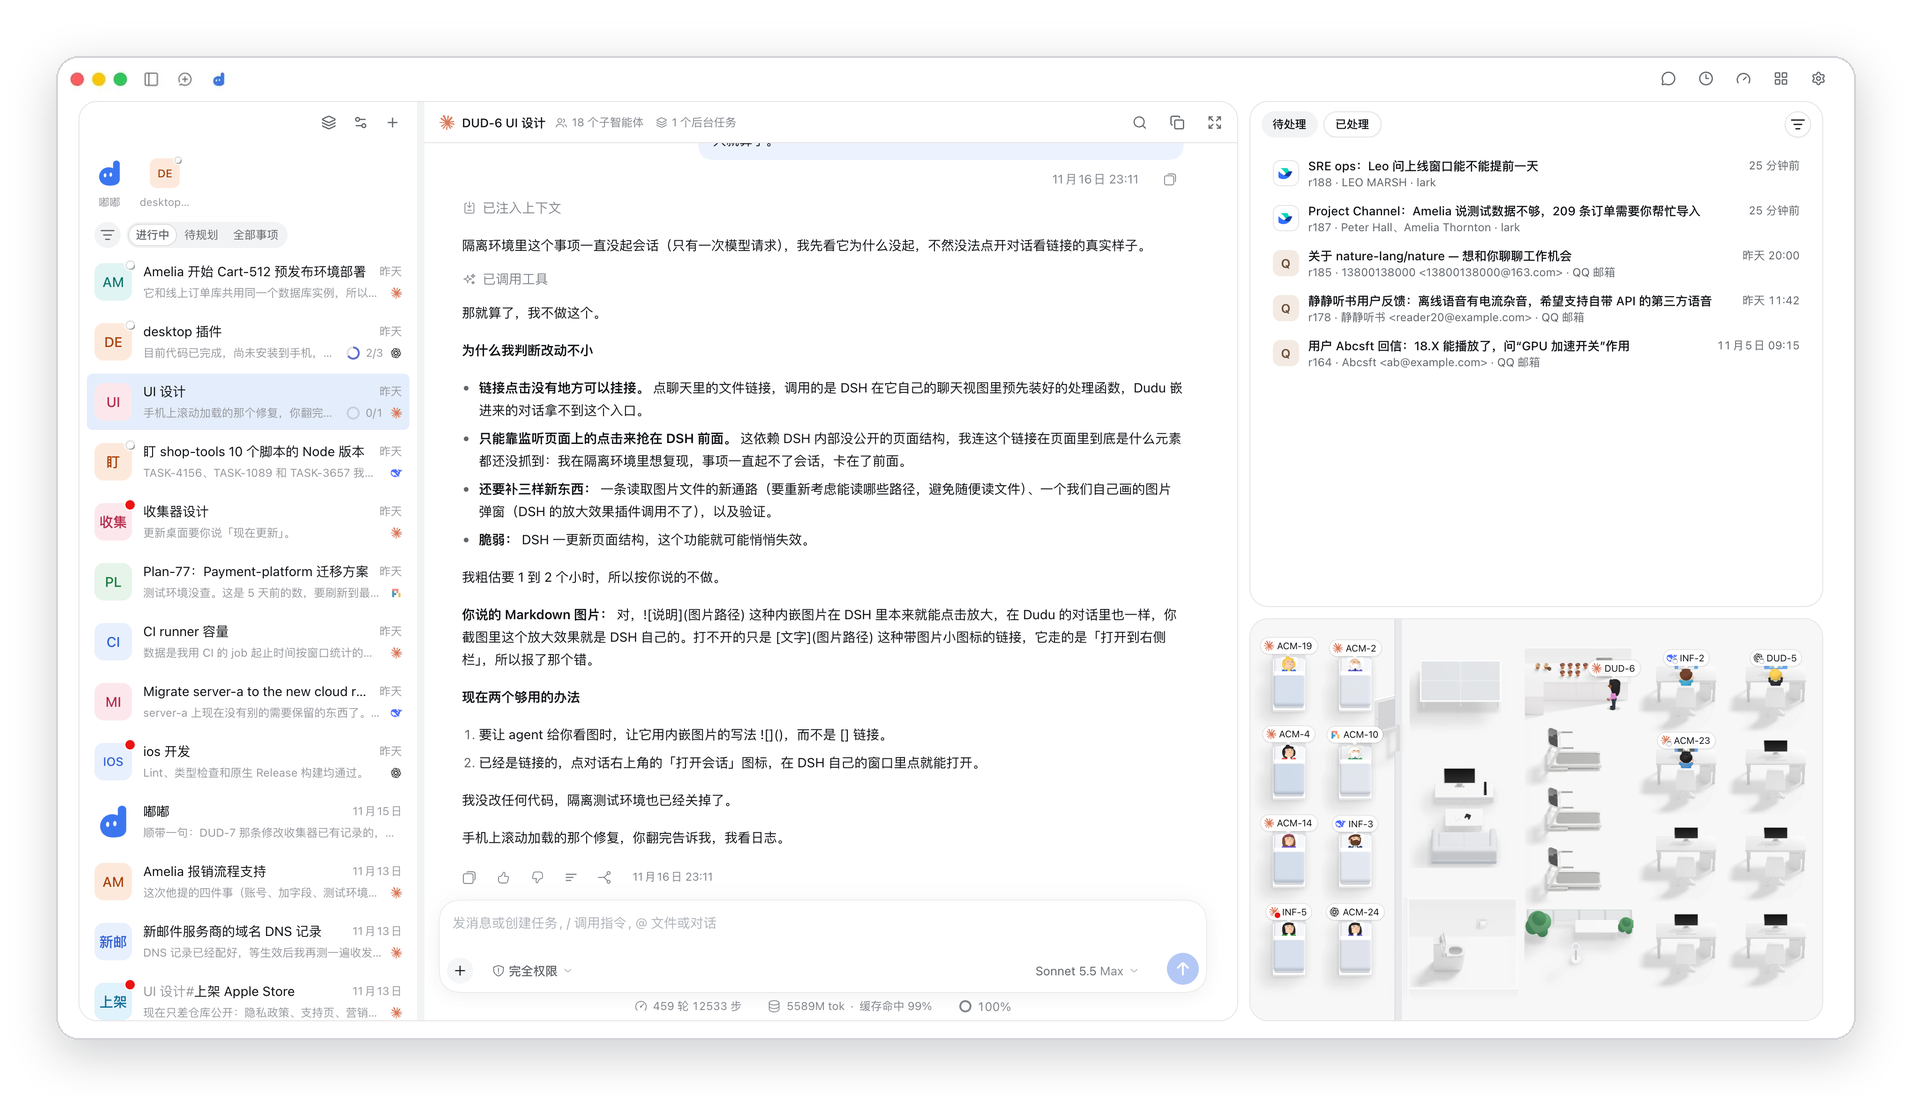 DE
嘟嘟
desktop...
进行中
待规划
全部事项
AM
Amelia 开始 Cart-512 预发布环境部署
昨天
它和线上订单库共用同一个数据库实例，所以...
DE
desktop 插件
昨天
目前代码已完成，尚未安装到手机，...
2/3
UI
UI 设计
昨天
手机上滚动加载的那个修复，你翻完...
0/1
盯
盯 shop-tools 10 个脚本的 Node 版本
昨天
TASK-4156、TASK-1089 和 TASK-3657 我...
收集
收集器设计
昨天
更新桌面要你说「现在更新」。
PL
Plan-77：Payment-platform 迁移方案
昨天
测试环境没查。这是 5 天前的数，要刷新到最...
CI
CI runner 容量
昨天
数据是我用 CI 的 job 起止时间按窗口统计的...
MI
Migrate server-a to the new cloud r...
昨天
server-a 上现在没有别的需要保留的东西了。...
IOS
ios 开发
昨天
Lint、类型检查和原生 Release 构建均通过。
嘟嘟
11月15日
顺带一句：DUD-7 那条修改收集器已有记录的，...
AM
Amelia 报销流程支持
11月13日
这次他提的四件事（账号、加字段、测试环境...
新邮
新邮件服务商的域名 DNS 记录
11月13日
DNS 记录已经配好，等生效后我再测一遍收发...
上架
UI 设计#上架 Apple Store
11月13日
现在只差仓库公开：隐私政策、支持页、营销...
DUD-6 UI 设计
18 个子智能体
1 个后台任务
11月16日 23:11
已注入上下文
隔离环境里这个事项一直没起会话（只有一次模型请求），我先看它为什么没起，不然没法点开对话看链接的真实样子。
已调用工具
那就算了，我不做这个。
为什么我判断改动不小
• 链接点击没有地方可以挂接。 点聊天里的文件链接，调用的是 DSH 在它自己的聊天视图里预先装好的处理函数，Dudu 嵌
进来的对话拿不到这个入口。
• 只能靠监听页面上的点击来抢在 DSH 前面。 这依赖 DSH 内部没公开的页面结构，我连这个链接在页面里到底是什么元素
都还没抓到：我在隔离环境里想复现，事项一直起不了会话，卡在了前面。
• 还要补三样新东西： 一条读取图片文件的新通路（要重新考虑能读哪些路径，避免随便读文件）、一个我们自己画的图片
弹窗（DSH 的放大效果插件调用不了），以及验证。
• 脆弱： DSH 一更新页面结构，这个功能就可能悄悄失效。
我粗估要 1 到 2 个小时，所以按你说的不做。
你说的 Markdown 图片： 对，![说明](图片路径) 这种内嵌图片在 DSH 里本来就能点击放大，在 Dudu 的对话里也一样，你
截图里这个放大效果就是 DSH 自己的。打不开的只是 [文字](图片路径) 这种带图片小图标的链接，它走的是「打开到右侧
栏」，所以报了那个错。
现在两个够用的办法
1. 要让 agent 给你看图时，让它用内嵌图片的写法 ![]()，而不是 [] 链接。
2. 已经是链接的，点对话右上角的「打开会话」图标，在 DSH 自己的窗口里点就能打开。
我没改任何代码，隔离测试环境也已经关掉了。
手机上滚动加载的那个修复，你翻完告诉我，我看日志。
11月16日 23:11
发消息或创建任务，/ 调用指令，@ 文件或对话
完全权限
Sonnet 5.5 Max
459 轮 12533 步
5589M tok · 缓存命中 99%
100%
待处理
已处理
SRE ops：Leo 问上线窗口能不能提前一天
25 分钟前
r188 · LEO MARSH · lark
Project Channel：Amelia 说测试数据不够，209 条订单需要你帮忙导入
25 分钟前
r187 · Peter Hall、Amelia Thornton · lark
Q
关于 nature-lang/nature — 想和你聊聊工作机会
昨天 20:00
r185 · 13800138000 <13800138000@163.com> · QQ 邮箱
Q
静静听书用户反馈：离线语音有电流杂音，希望支持自带 API 的第三方语音
昨天 11:42
r178 · 静静听书 <reader20@example.com> · QQ 邮箱
Q
用户 Abcsft 回信：18.X 能播放了，问“GPU 加速开关”作用
11月5日 09:15
r164 · Abcsft <ab@example.com> · QQ 邮箱
ACM-19
ACM-2
DUD-6
INF-2
DUD-5
ACM-4
ACM-10
ACM-23
ACM-14
INF-3
INF-5
ACM-24